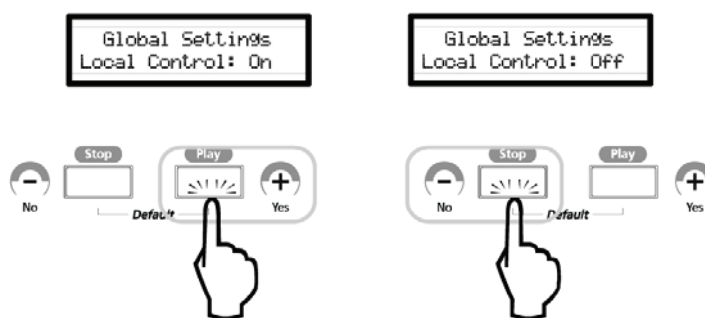 Global Settings
Local Control: On
Stop
Play
−
+
No
Default
Yes
Global Settings
Local Control: Off
Stop
Play
−
+
No
Default
Yes